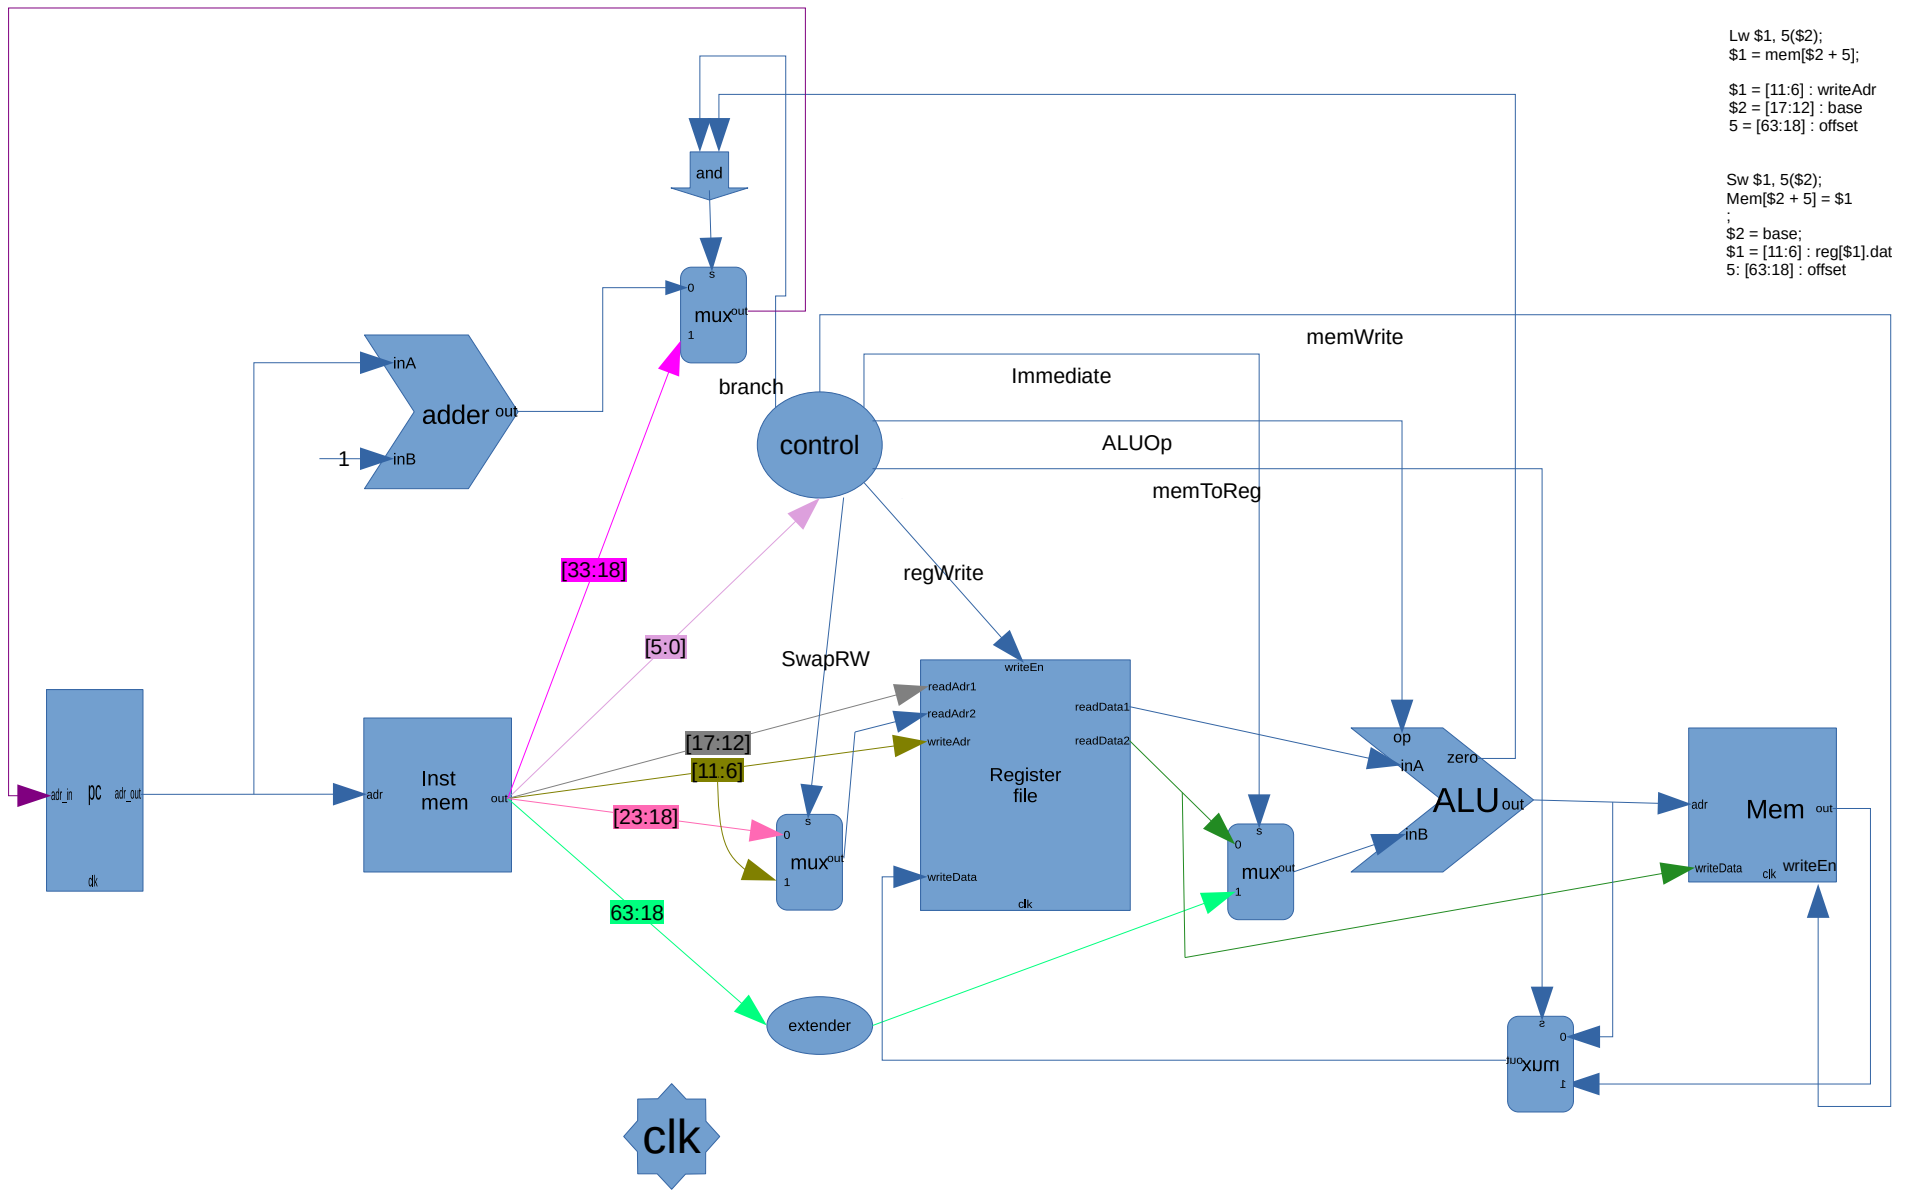 Lw $1, 5($2);
$1 = mem[$2 + 5];
$1 = [11:6] : writeAdr
$2 = [17:12] : base
5 = [63:18] : offset
Sw $1, 5($2);
Mem[$2 + 5] = $1
;
$2 = base;
$1 = [11:6] : reg[$1].dat
5: [63:18] : offset
and
s
0
mux
out
1
memWrite
Immediate
branch
inA
adder
out
1
inB
control
ALUOp
memToReg
[33:18]
regWrite
[5:0]
SwapRW
writeEn
readAdr1
readAdr2
writeAdr
readData1
readData2
Register
file
writeData
clk
[17:12]
[11:6]
[23:18]
63:18
adr_in
pc
adr_out
clk
adr
Inst
mem
out
s
0
mux
out
1
s
0
mux
out
1
op
inA
zero
ALU
out
inB
adr
Mem
out
writeData
clk
writeEn
extender
s
0
mux
out
1
clk